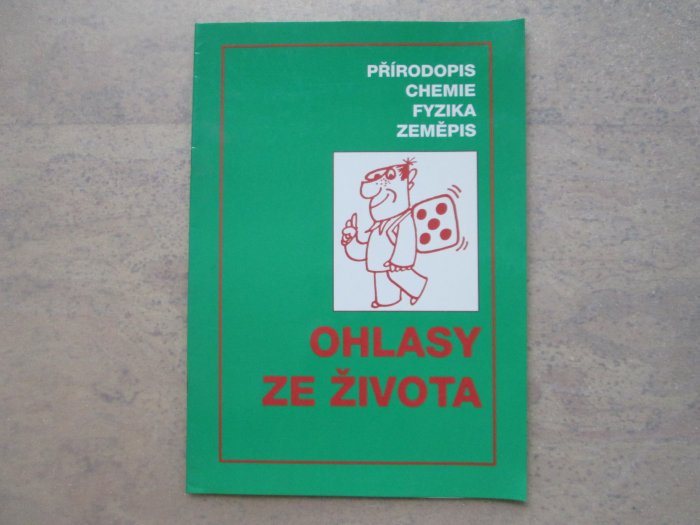 PŘÍRODOPIS
CHEMIE
FYZIKA
ZEMĚPIS
OHLASY
ZE ŽIVOTA